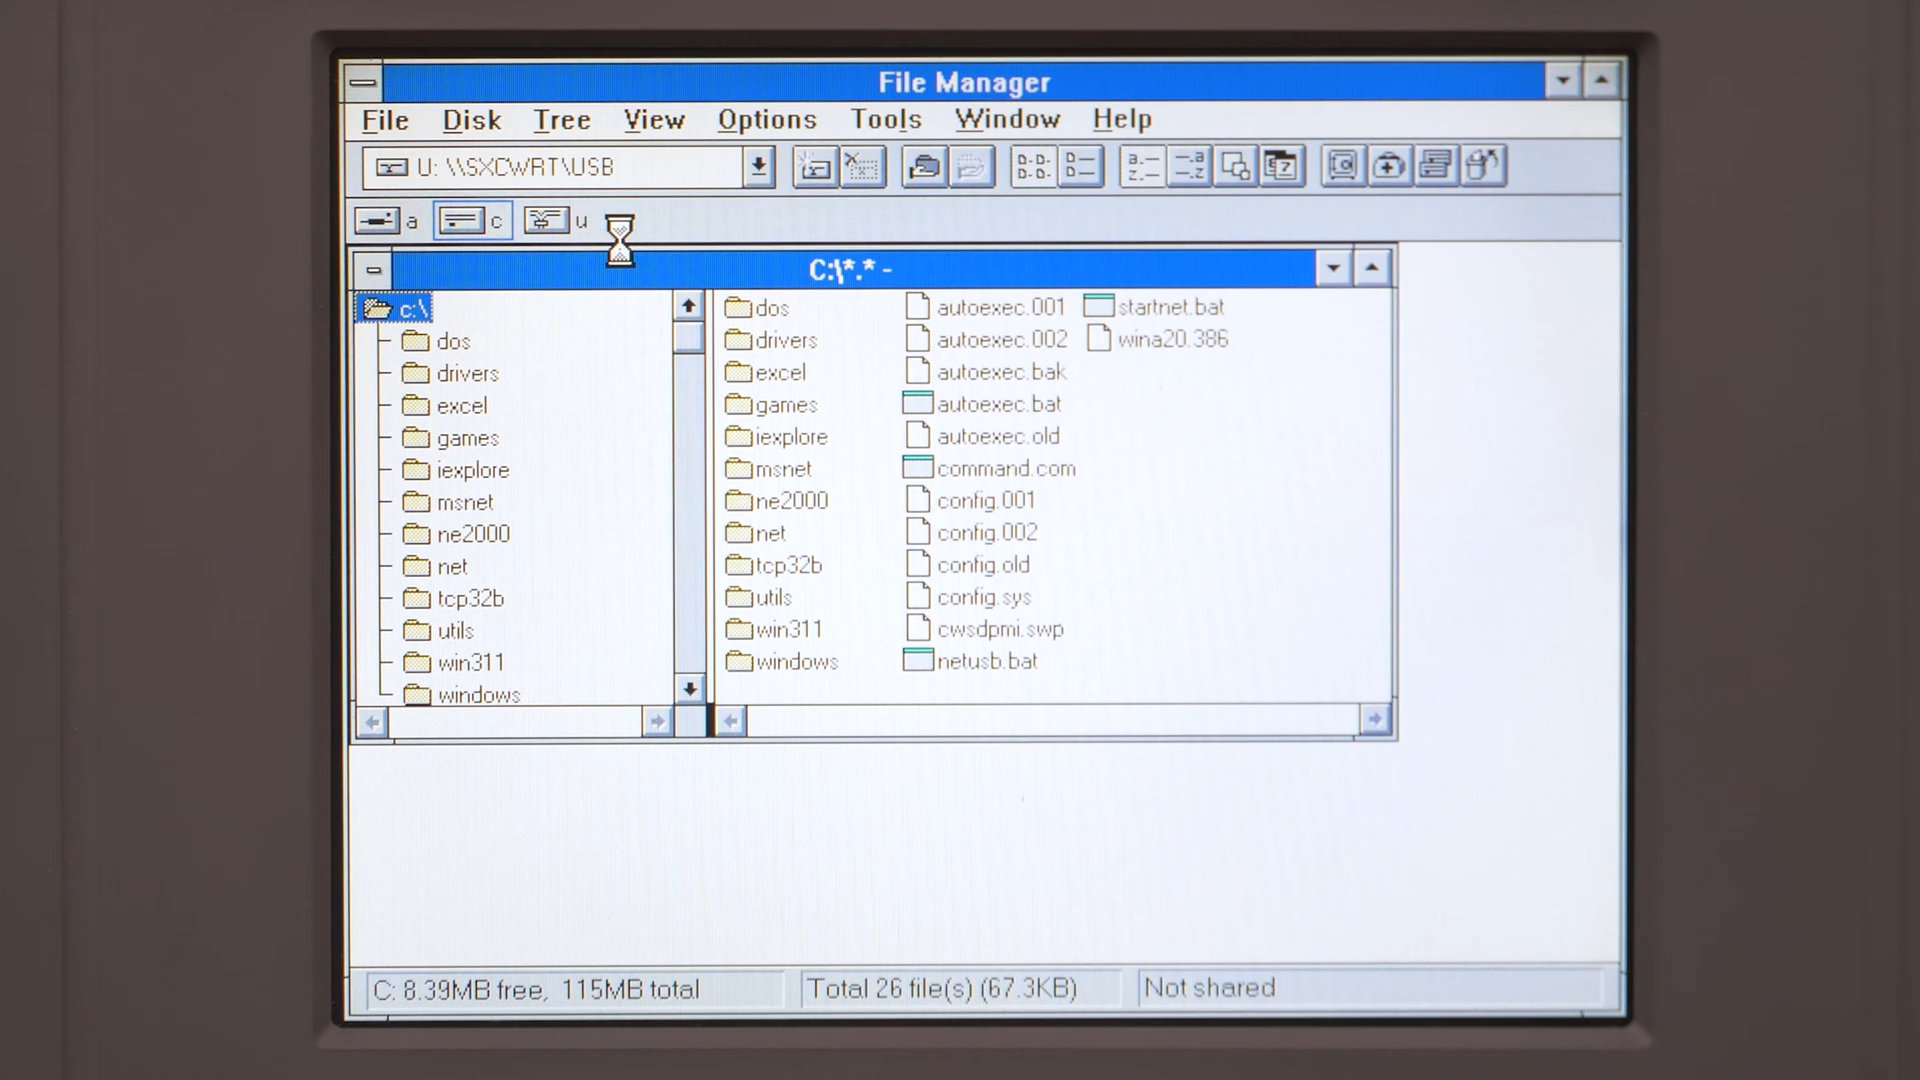 File Manager
File Disk Tree View Options Tools Window Help
U: \\SXCWRT\USB
a c u
C:\*.* -
c:\
dos
drivers
excel
games
iexplore
msnet
ne2000
net
tcp32b
utils
win311
windows
dos
drivers
excel
games
iexplore
msnet
ne2000
net
tcp32b
utils
win311
windows
autoexec.001
autoexec.002
autoexec.bak
autoexec.bat
autoexec.old
command.com
config.001
config.002
config.old
config.sys
cwsdpmi.swp
netusb.bat
startnet.bat
wina20.386
C: 8.39MB free, 115MB total
Total 26 file(s) (67.3KB)
Not shared